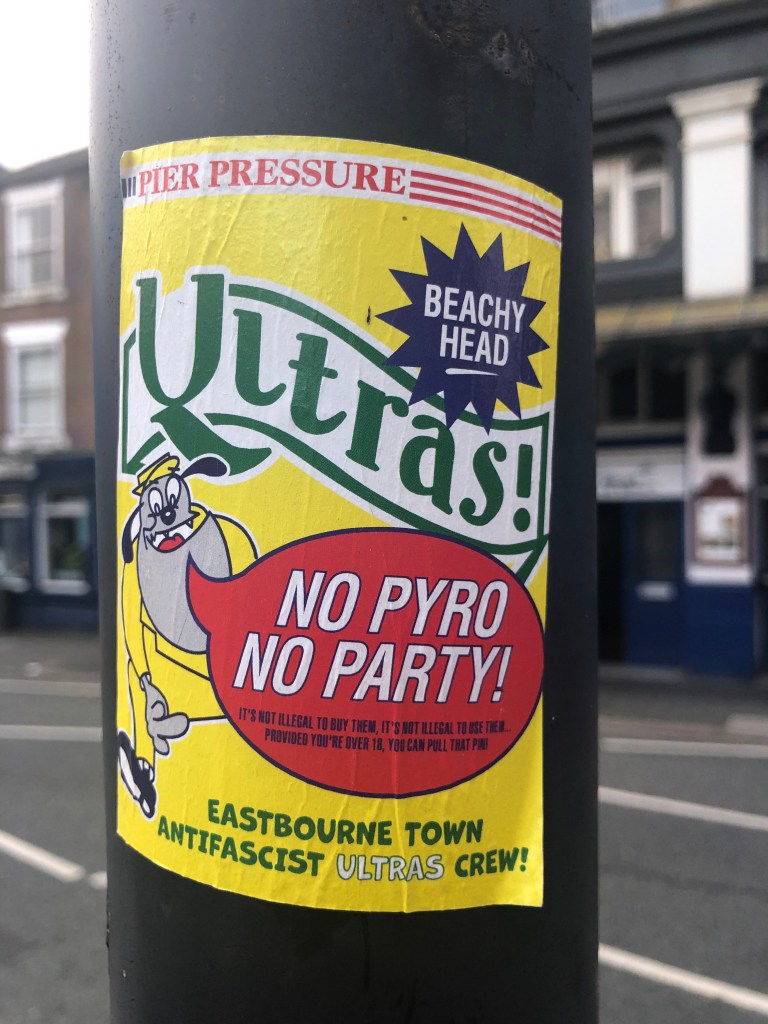 PIER PRESSURE
BEACHY
HEAD
Ultras!
NO PYRO
NO PARTY!
IT'S NOT ILLEGAL TO BUY THEM, IT'S NOT ILLEGAL TO USE THEM...
PROVIDED YOU'RE OVER 18, YOU CAN PULL THAT PIN!
EASTBOURNE TOWN
ANTIFASCIST ULTRAS CREW!